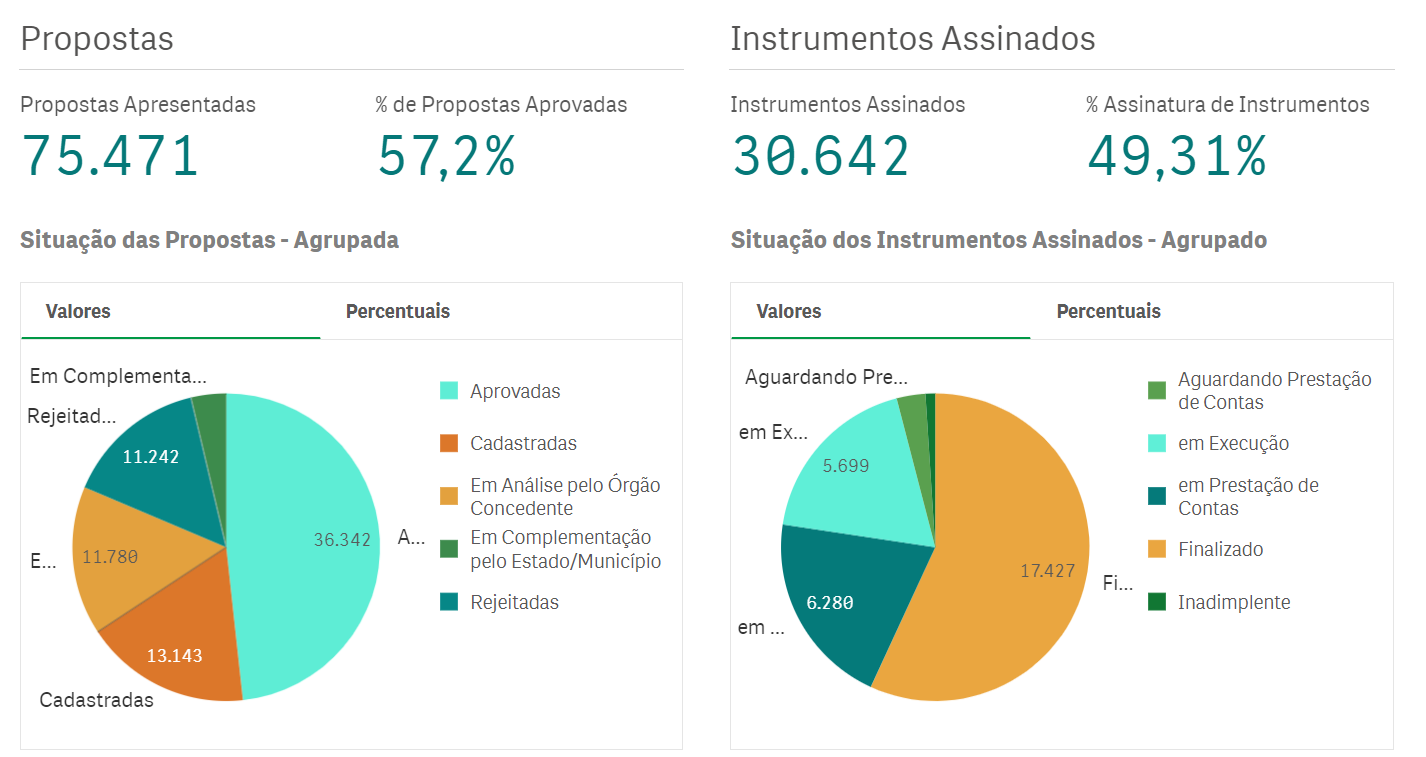 Propostas
Propostas Apresentadas
75.471
% de Propostas Aprovadas
57,2%
Situação das Propostas - Agrupada
Valores
Percentuais
Em Complementa...
Rejeitad...
11.242
E...
11.780
36.342
A...
13.143
Cadastradas
Aprovadas
Cadastradas
Em Análise pelo Órgão
Concedente
Em Complementação
pelo Estado/Município
Rejeitadas
Instrumentos Assinados
Instrumentos Assinados
30.642
% Assinatura de Instrumentos
49,31%
Situação dos Instrumentos Assinados - Agrupado
Valores
Percentuais
Aguardando Pre...
em Ex...
5.699
17.427
Fi...
6.280
em ...
Aguardando Prestação
de Contas
em Execução
em Prestação de
Contas
Finalizado
Inadimplente